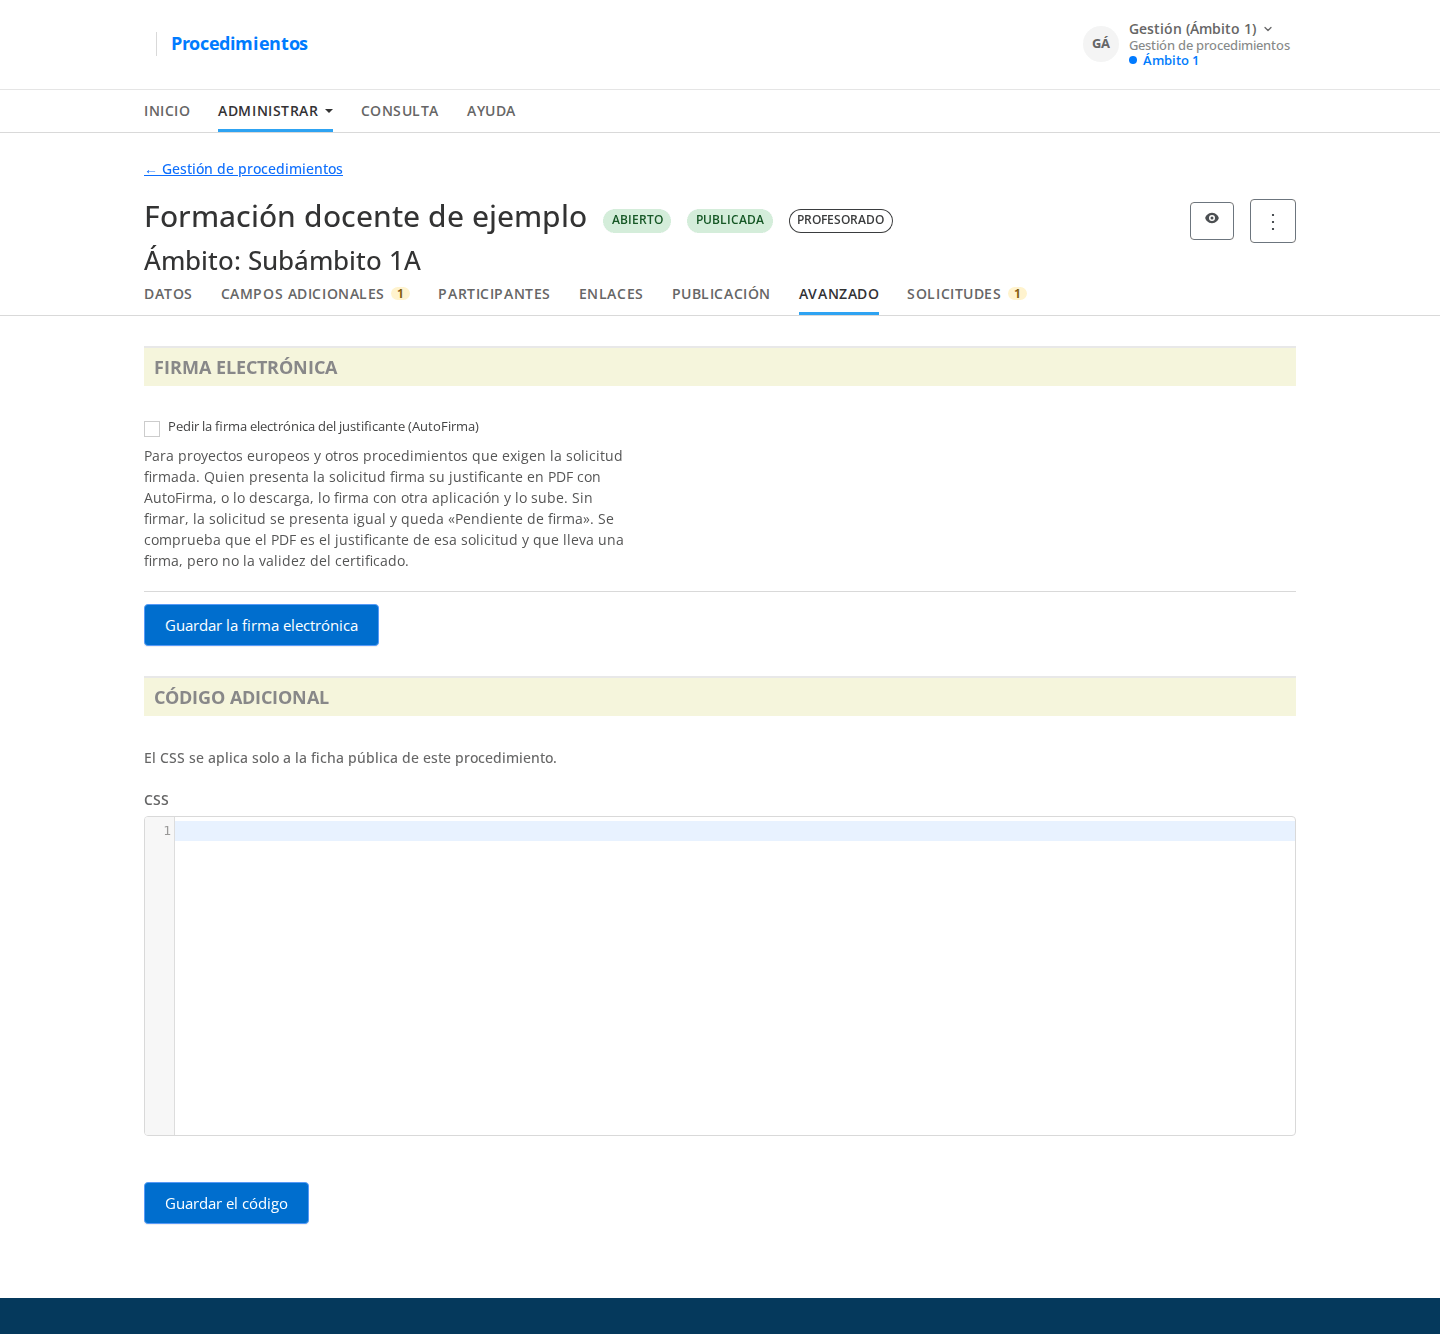 Procedimientos
GÁ
Gestión (Ámbito 1)
Gestión de procedimientos
Ámbito 1
INICIO
ADMINISTRAR
CONSULTA
AYUDA
← Gestión de procedimientos
Formación docente de ejemplo
ABIERTO
PUBLICADA
PROFESORADO
Ámbito: Subámbito 1A
DATOS
CAMPOS ADICIONALES 1
PARTICIPANTES
ENLACES
PUBLICACIÓN
AVANZADO
SOLICITUDES 1
FIRMA ELECTRÓNICA
Pedir la firma electrónica del justificante (AutoFirma)
Para proyectos europeos y otros procedimientos que exigen la solicitud
firmada. Quien presenta la solicitud firma su justificante en PDF con
AutoFirma, o lo descarga, lo firma con otra aplicación y lo sube. Sin
firmar, la solicitud se presenta igual y queda «Pendiente de firma». Se
comprueba que el PDF es el justificante de esa solicitud y que lleva una
firma, pero no la validez del certificado.
Guardar la firma electrónica
CÓDIGO ADICIONAL
El CSS se aplica solo a la ficha pública de este procedimiento.
CSS
1
Guardar el código